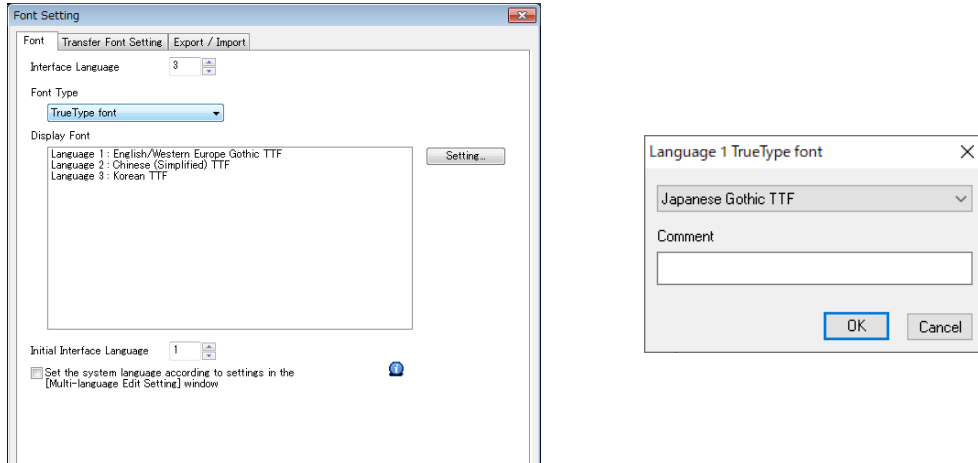 Font Setting
Font
Transfer Font Setting
Export / Import
Interface Language
3
Font Type
TrueType font
Display Font
Language 1 : English/Western Europe Gothic TTF
Language 2 : Chinese (Simplified) TTF
Language 3 : Korean TTF
Setting...
Initial Interface Language
1
Set the system language according to settings in the
[Multi-language Edit Setting] window
Language 1 TrueType font
Japanese Gothic TTF
Comment
OK
Cancel